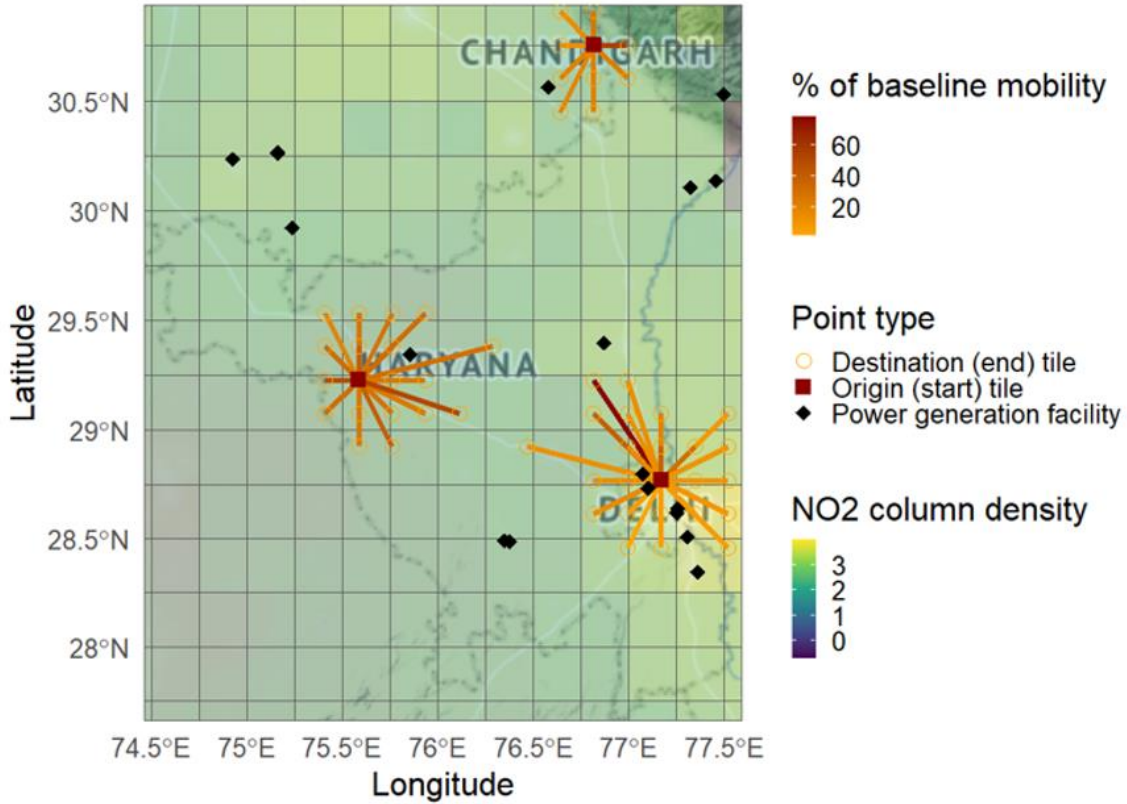 CHANDIGARH
HARYANA
DELHI
30.5°N
30°N
29.5°N
29°N
28.5°N
28°N
Latitude
74.5°E 75°E 75.5°E 76°E 76.5°E 77°E 77.5°E
Longitude
% of baseline mobility
60
40
20
Point type
Destination (end) tile
Origin (start) tile
Power generation facility
NO2 column density
3
2
1
0